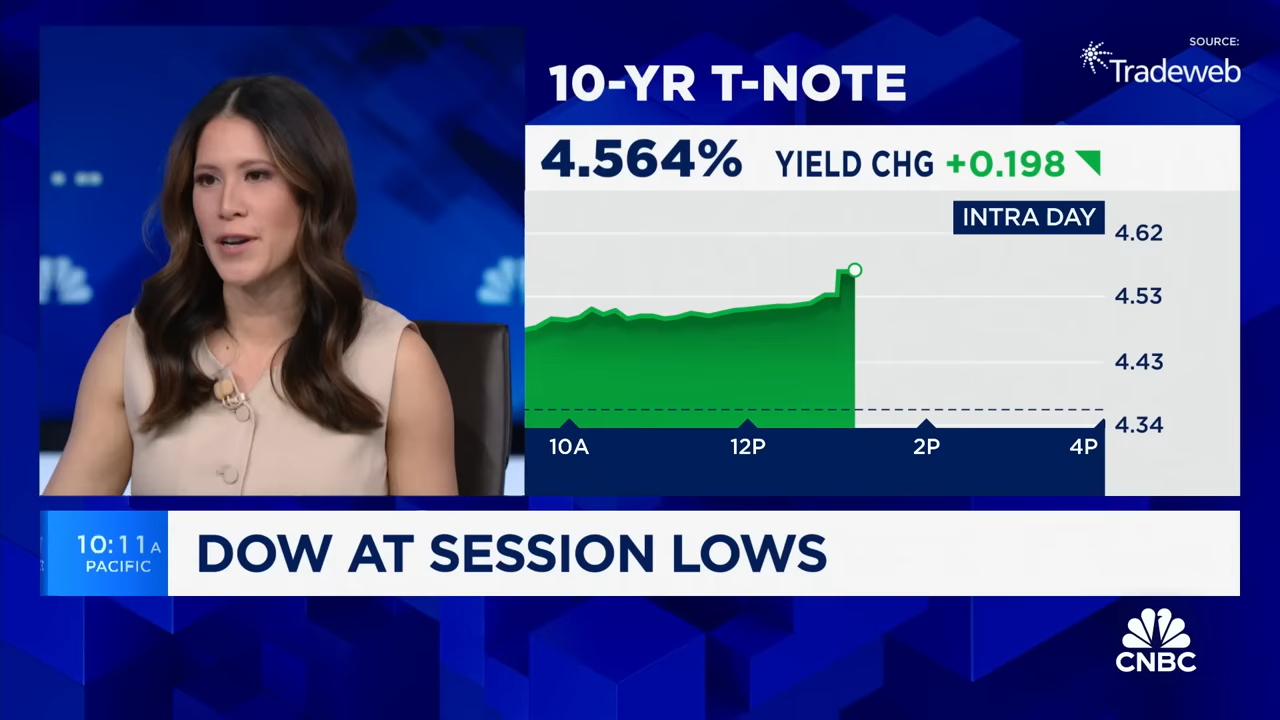 SOURCE:
Tradeweb
10-YR T-NOTE
4.564% YIELD CHG +0.198
INTRA DAY
4.62
4.53
4.43
4.34
10A 12P 2P 4P
10:11A
PACIFIC
DOW AT SESSION LOWS
CNBC